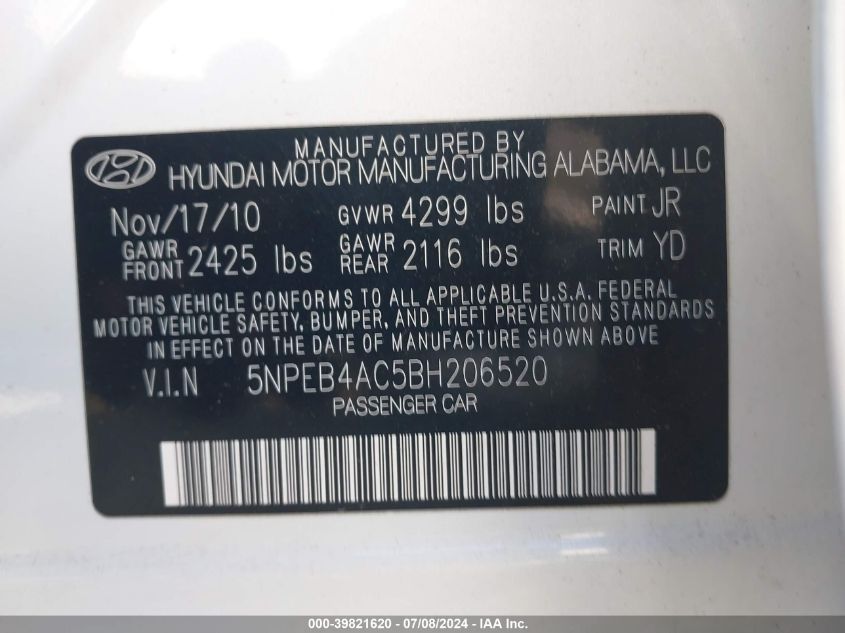 MANUFACTURED BY
HYUNDAI MOTOR MANUFACTURING ALABAMA, LLC
Nov/17/10 GVWR 4299 lbs PAINT JR
GAWR FRONT 2425 lbs GAWR REAR 2116 lbs TRIM YD
THIS VEHICLE CONFORMS TO ALL APPLICABLE U.S.A. FEDERAL
MOTOR VEHICLE SAFETY, BUMPER, AND THEFT PREVENTION STANDARDS
IN EFFECT ON THE DATE OF MANUFACTURE SHOWN ABOVE
V.I.N 5NPEB4AC5BH206520
PASSENGER CAR
000-39821620 - 07/08/2024 - IAA Inc.